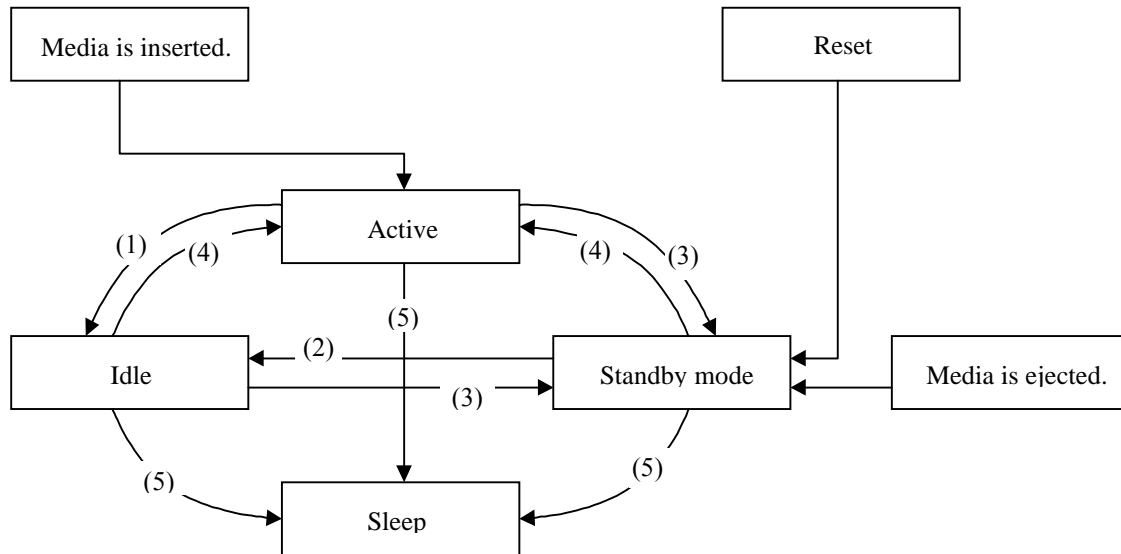 Media is inserted.
Reset
Active
(1)
(4)
(4)
(3)
(5)
(2)
Idle
Standby mode
Media is ejected.
(3)
(5)
(5)
Sleep